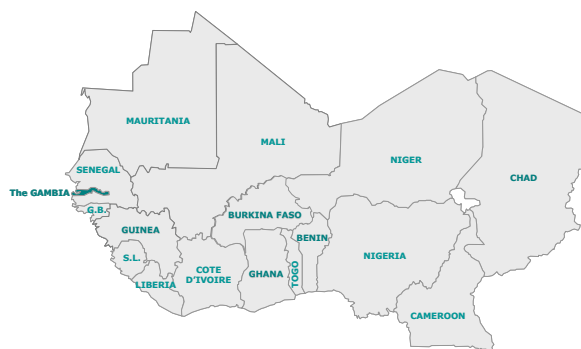 MAURITANIA
MALI
NIGER
SENEGAL
CHAD
The GAMBIA
G.B.
BURKINA FASO
GUINEA
BENIN
S.L.
NIGERIA
COTE
D'IVOIRE
GHANA
TOGO
LIBERIA
CAMEROON